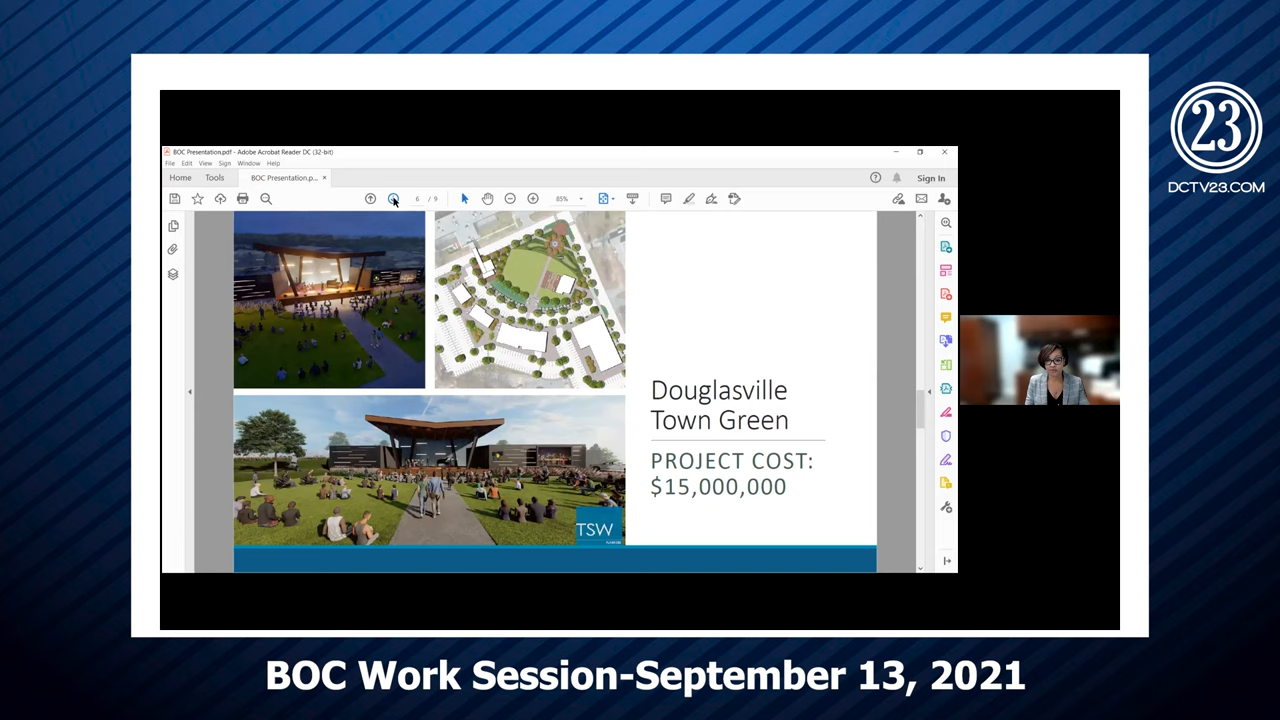 23
DCTV23.COM
BOC Presentation.pdf - Adobe Acrobat Reader DC (32-bit)
File Edit View Sign Window Help
Home Tools BOC Presentation.p... ×
Sign In
6 / 9
85%
Douglasville
Town Green
PROJECT COST:
$15,000,000
TSW
BOC Work Session-September 13, 2021